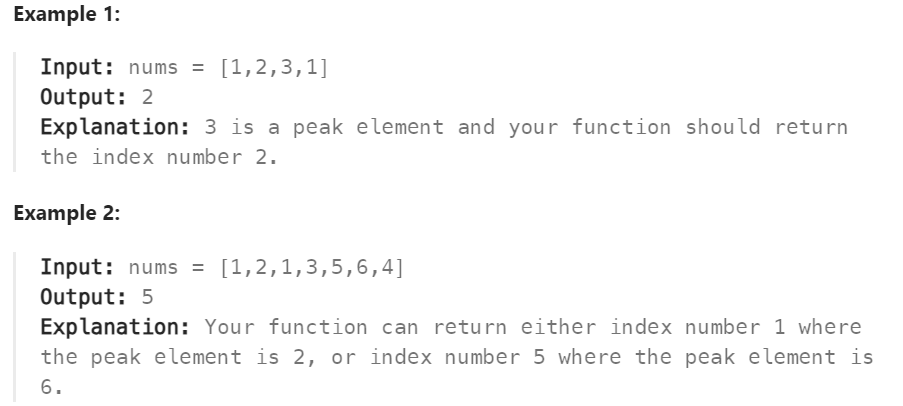 Example 1:
Input: nums = [1,2,3,1]
Output: 2
Explanation: 3 is a peak element and your function should return
the index number 2.
Example 2:
Input: nums = [1,2,1,3,5,6,4]
Output: 5
Explanation: Your function can return either index number 1 where
the peak element is 2, or index number 5 where the peak element is
6.